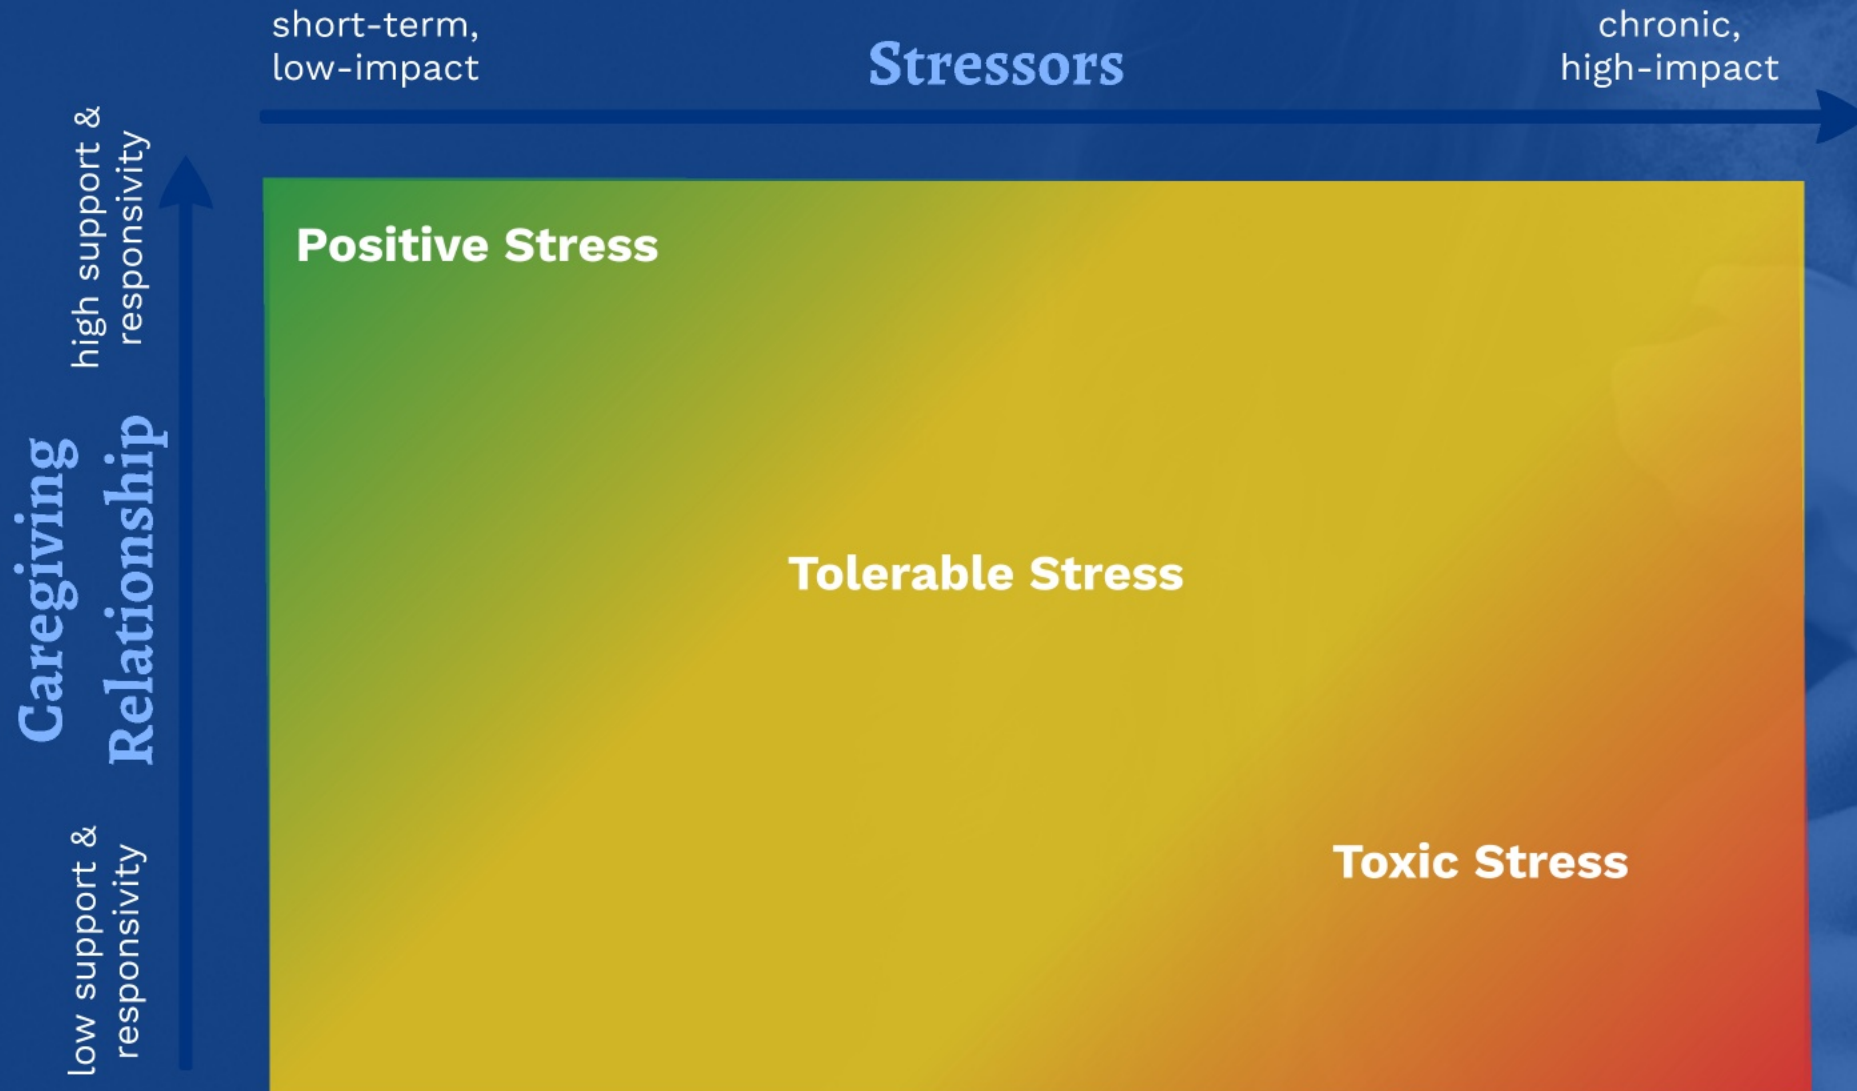 short-term,
low-impact
Stressors
chronic,
high-impact
high support &
responsivity
Caregiving
Relationship
low support &
responsivity
Positive Stress
Tolerable Stress
Toxic Stress